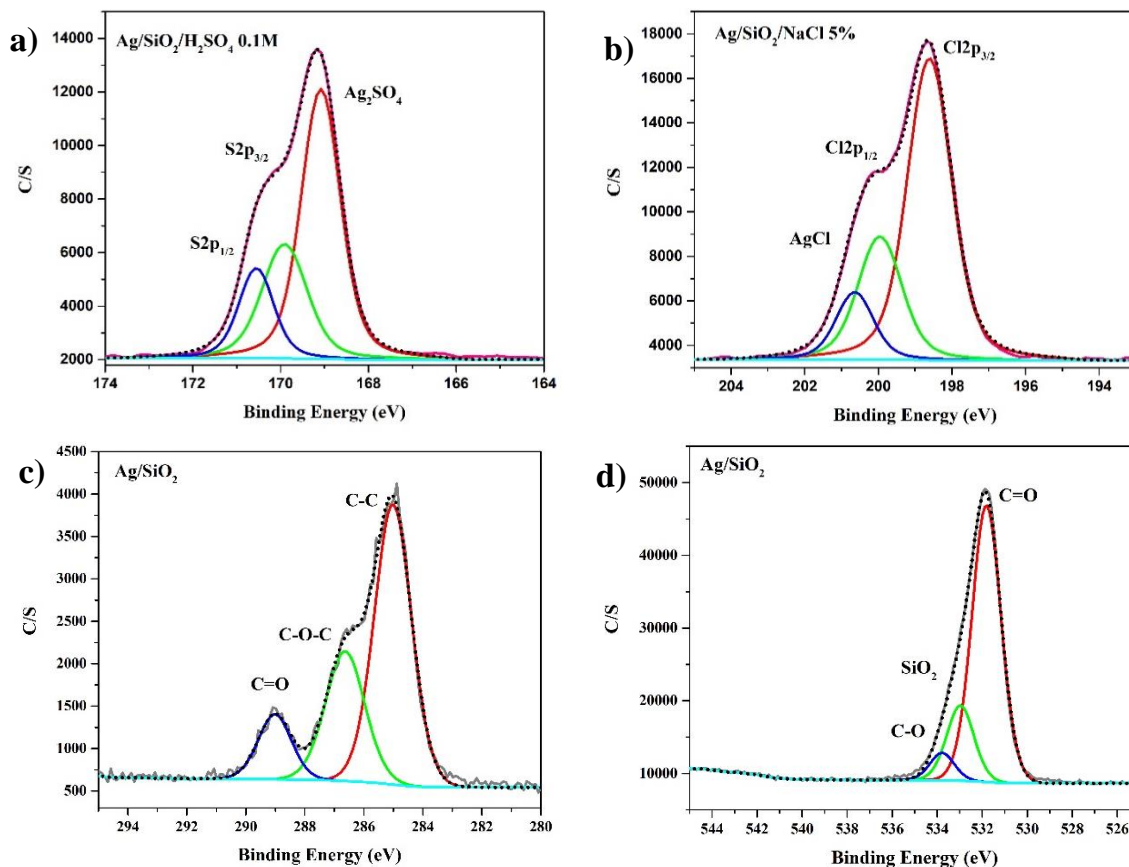 a)
Ag/SiO₂/H₂SO₄ 0.1M
14000
12000
10000
8000
6000
4000
2000
C/S
Ag₂SO₄
S2p₃/₂
S2p₁/₂
174 172 170 168 166 164
Binding Energy (eV)
b)
Ag/SiO₂/NaCl 5%
18000
16000
14000
12000
10000
8000
6000
4000
C/S
Cl2p₃/₂
Cl2p₁/₂
AgCl
204 202 200 198 196 194
Binding Energy (eV)
c)
Ag/SiO₂
4500
4000
3500
3000
2500
2000
1500
1000
500
C/S
C-C
C-O-C
C=O
294 292 290 288 286 284 282 280
Binding Energy (eV)
d)
Ag/SiO₂
50000
40000
30000
20000
10000
C/S
C=O
SiO₂
C-O
544 542 540 538 536 534 532 530 528 526
Binding Energy (eV)